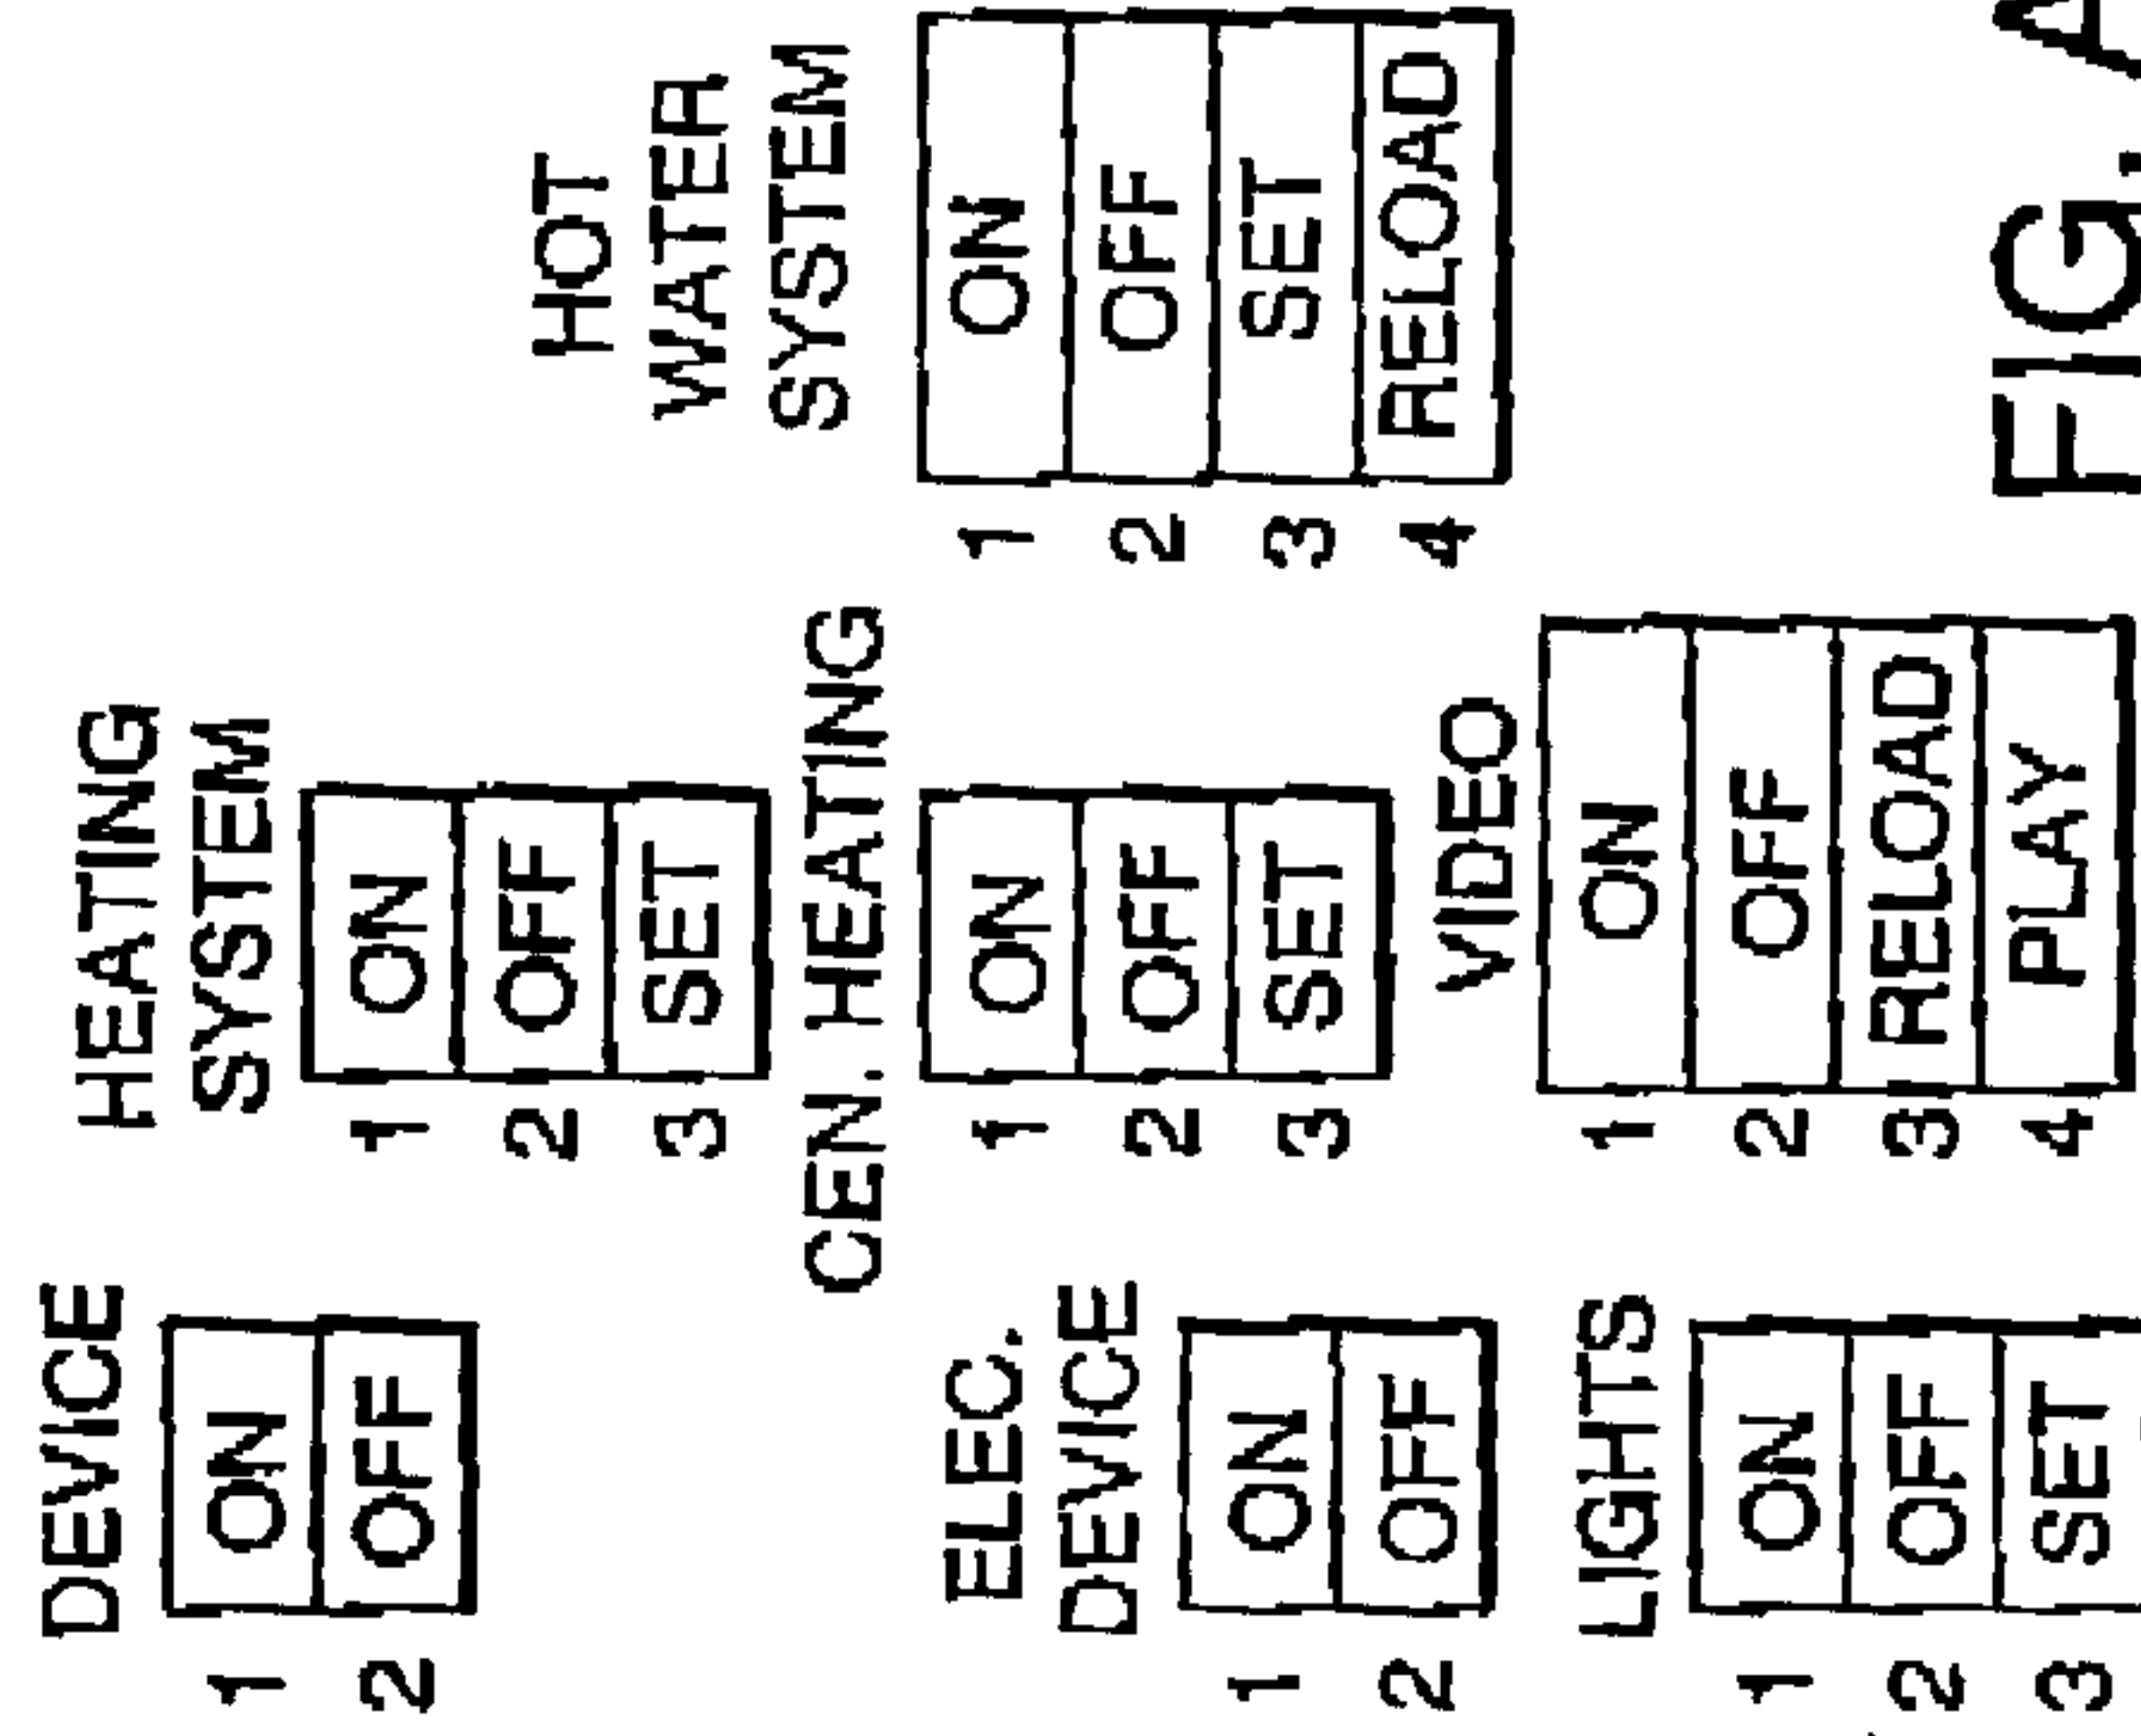 DEVICE
1 ON
2 OFF
ELEC.
DEVICE
1 ON
2 OFF
LIGHTS
1 ON
2 OFF
3 SET
HEATING
SYSTEM
1 ON
2 OFF
3 SET
CEN. HEATING
1 ON
2 OFF
3 SET
VIDEO
1 ON
2 OFF
3 RELOAD
4 PLAY
HOT
WATER
SYSTEM
1 ON
2 OFF
3 SET
4 RELOAD
FIG.